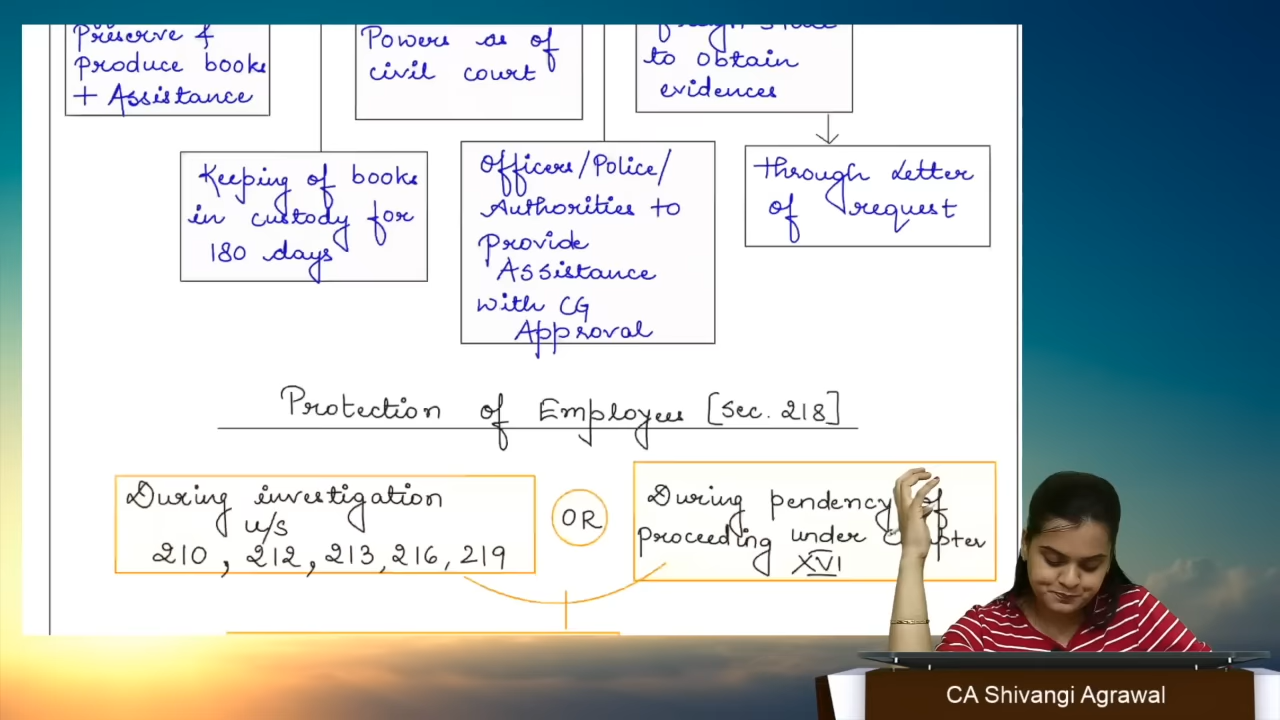 Preserve &
produce books
+ Assistance
Powers as of
civil court
to obtain
evidences
Keeping of books
in custody for
180 days
Officers/Police/
Authorities to
provide
Assistance
with CG
Approval
Through Letter
of request
Protection of Employees [Sec. 218]
During investigation
u/s
210, 212, 213, 216, 219
OR
During pendency of
proceeding under
XVI
CA Shivangi Agrawal